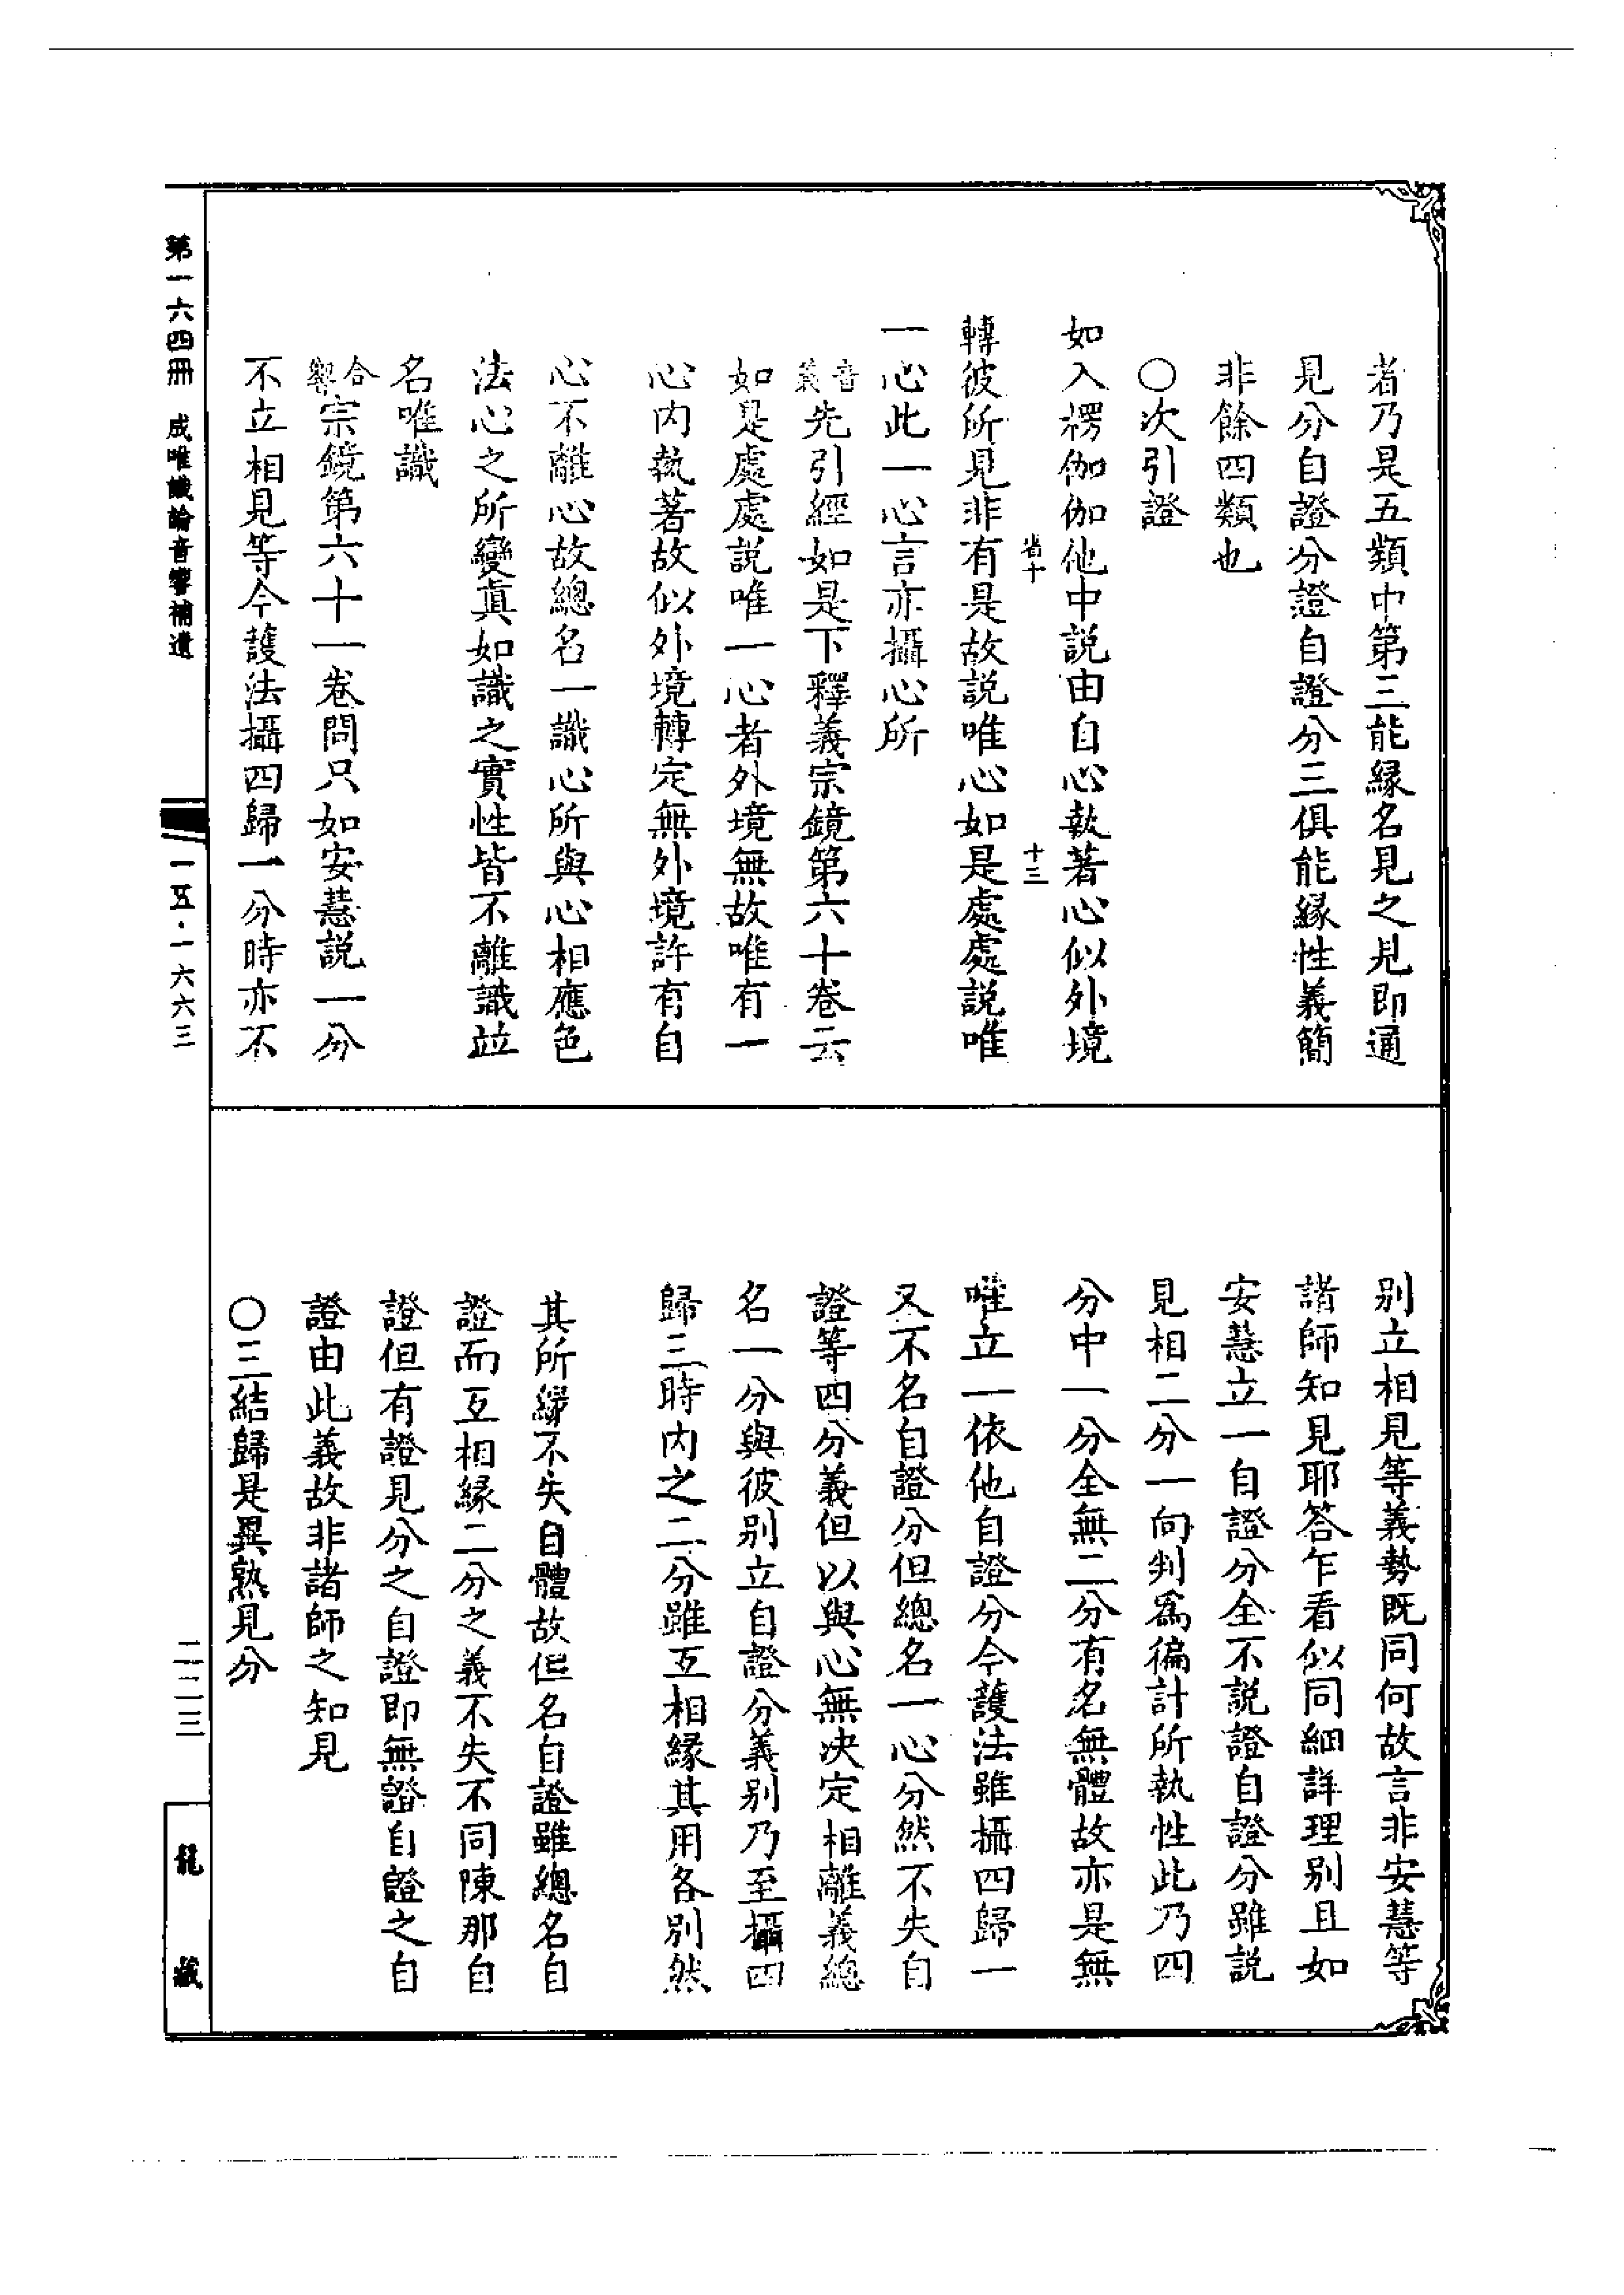 者乃是五類中第三能緣名見之見即通
見分自證分證自證分三俱能緣性義簡
非餘四類也
○次引證
如入楞伽伽他中説由自心執著心似外境
省十 十三
轉彼所見非有是故説唯心如是處處説唯
一心此一心言亦攝心所
音義先引經如是下釋義宗鏡第六十卷云
如是處處説唯一心者外境無故唯有一
心内執著故似外境轉定無外境許有自
心不離心故總名一識心所與心相應色
法心之所變真如識之實性皆不離識竝
名唯識
合響宗鏡第六十一卷問只如安慧説一分
不立相見等今護法攝四歸一分時亦不
别立相見等義勢既同何故言非安慧等
諸師知見耶答乍看似同細詳理别且如
安慧立一自證分全不説證自證分雖説
見相二分一向判爲徧計所執性此乃四
分中一分全無二分有名無體故亦是無
唯立一依他自證分今護法雖攝四歸一
又不名自證分但總名一心分然不失自
證等四分義但以與心無决定相離義總
名一分與彼别立自證分義别乃至攝四
歸三時内之二分雖互相緣其用各别然
其所緣不失自體故但名自證雖總名自
證而互相緣二分之義不失不同陳那自
證但有證見分之自證即無證自證之自
證由此義故非諸師之知見
○三結歸是異熟見分
第一六四冊 成唯識論音響補遺
一五·一六六三
二二三
龍藏